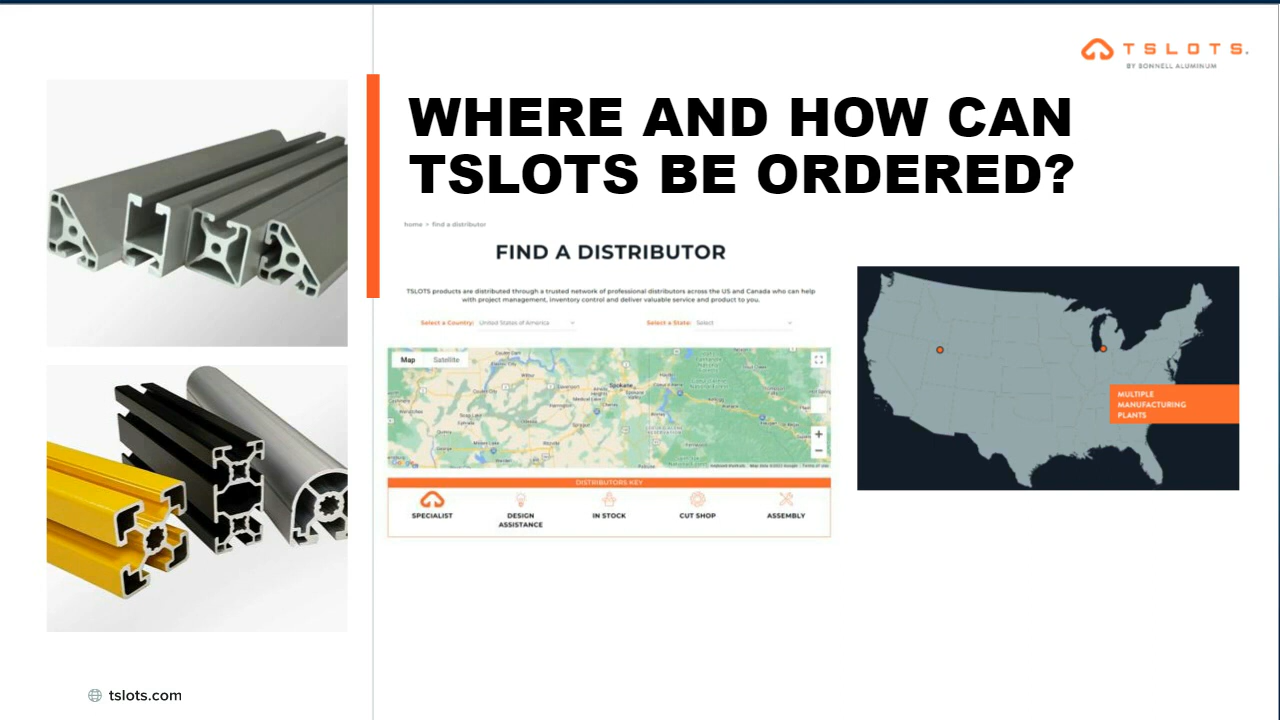 TSLOTS.
BY BONNELL ALUMINUM
WHERE AND HOW CAN
TSLOTS BE ORDERED?
home > find a distributor
FIND A DISTRIBUTOR
TSLOTS products are distributed through a trusted network of professional distributors across the US and Canada who can help
with project management, inventory control and deliver valuable service and product to you.
Select a Country: United States of America
Select a State: Select
Map Satellite
Spokane
DISTRIBUTORS KEY
SPECIALIST
DESIGN
ASSISTANCE
IN STOCK
CUT SHOP
ASSEMBLY
MULTIPLE
MANUFACTURING
PLANTS
tslots.com